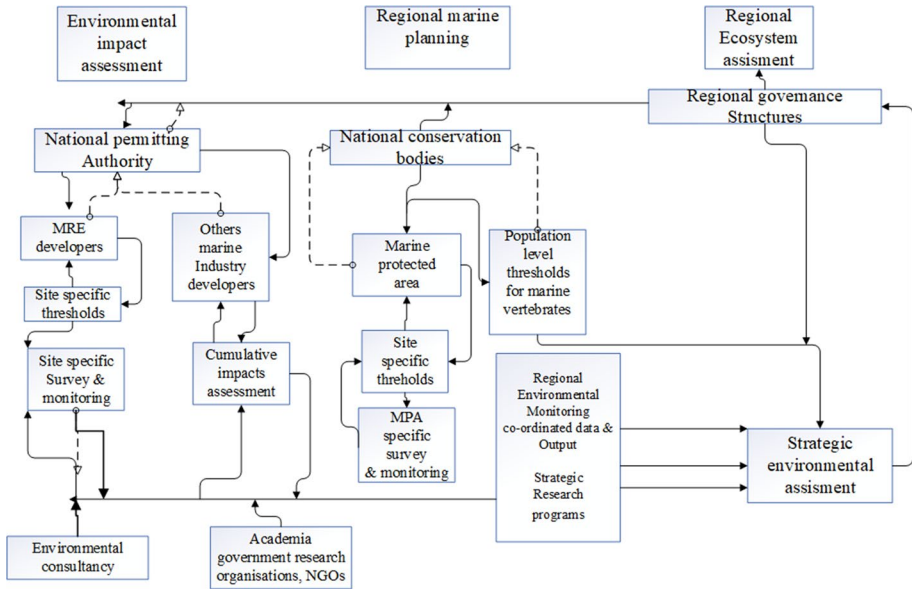 Environmental
impact
assessment
Regional marine
planning
Regional
Ecosystem
assisment
Regional governance
Structures
National permitting
Authority
National conservation
bodies
MRE
developers
Others
marine
Industry
developers
Marine
protected
area
Population
level
thresholds
for marine
vertebrates
Site specific
thresholds
Site specific
Survey &
monitoring
Cumulative
impacts
assessment
Site
specific
threholds
MPA
specific
survey
& monitoring
Regional
Environmental
Monitoring
co-ordinated data &
Output
Strategic
Research
programs
Strategic
environmental
assisment
Environmental
consultancy
Academia
government research
organisations, NGOs